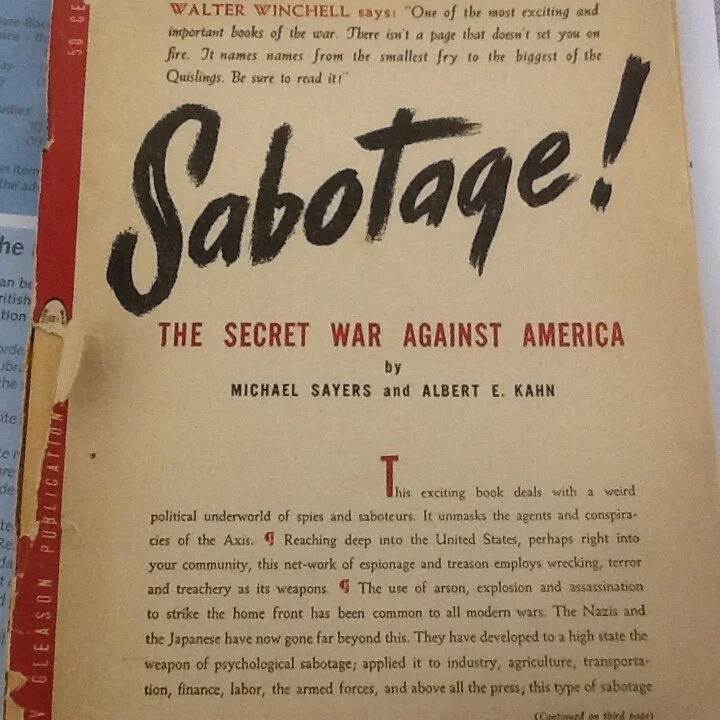 WALTER WINCHELL says: "One of the most exciting and
important books of the war. There isn't a page that doesn't set you on
fire. It names names from the smallest fry to the biggest of the
Quislings. Be sure to read it!"
Sabotage!
THE SECRET WAR AGAINST AMERICA
by
MICHAEL SAYERS and ALBERT E. KAHN
This exciting book deals with a weird
political underworld of spies and saboteurs. It unmasks the agents and conspira-
cies of the Axis. ¶ Reaching deep into the United States, perhaps right into
your community, this net-work of espionage and treason employs wrecking, terror
and treachery as its weapons. ¶ The use of arson, explosion and assassination
to strike the home front has been common to all modern wars. The Nazis and
the Japanese have now gone far beyond this. They have developed to a high state the
weapon of psychological sabotage; applied it to industry, agriculture, transporta-
tion, finance, labor, the armed forces, and above all the press; this type of sabotage
(Continued on third page)
GLEASON PUBLICATION
50